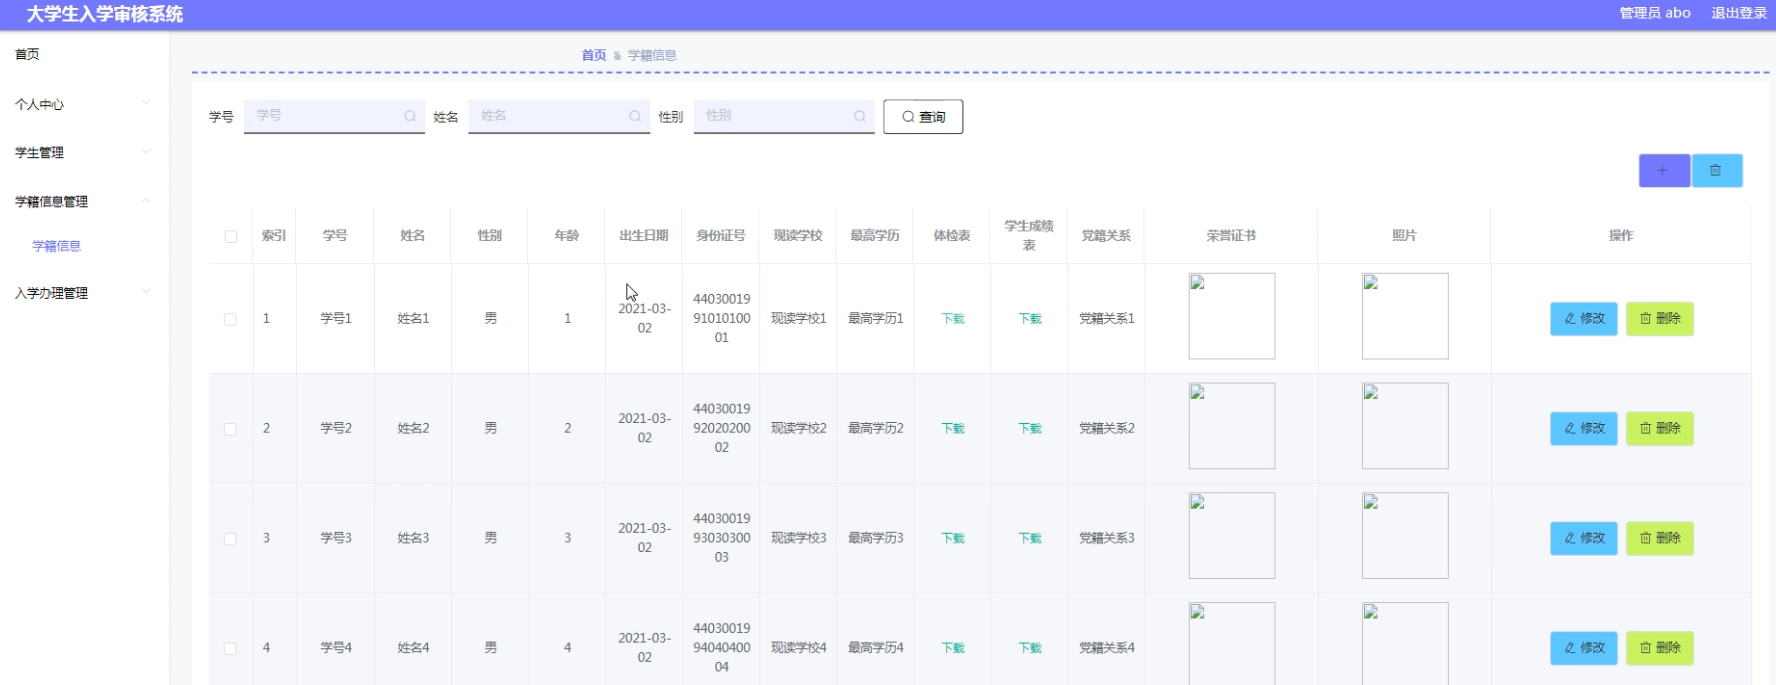 大学生入学审核系统
管理员 abo 退出登录
首页
个人中心
学生管理
学籍信息管理
学籍信息
入学办理管理
首页 学籍信息
学号 学号 姓名 姓名 性别 性别 查询
索引 学号 姓名 性别 年龄 出生日期 身份证号 现读学校 最高学历 体检表 学生成绩表 党籍关系 荣誉证书 照片 操作
1 学号1 姓名1 男 1 2021-03-02 440300199101010001 现读学校1 最高学历1 下载 下载 党籍关系1 修改 删除
2 学号2 姓名2 男 2 2021-03-02 440300199202020002 现读学校2 最高学历2 下载 下载 党籍关系2 修改 删除
3 学号3 姓名3 男 3 2021-03-02 440300199303030003 现读学校3 最高学历3 下载 下载 党籍关系3 修改 删除
4 学号4 姓名4 男 4 2021-03-02 440300199404040004 现读学校4 最高学历4 下载 下载 党籍关系4 修改 删除